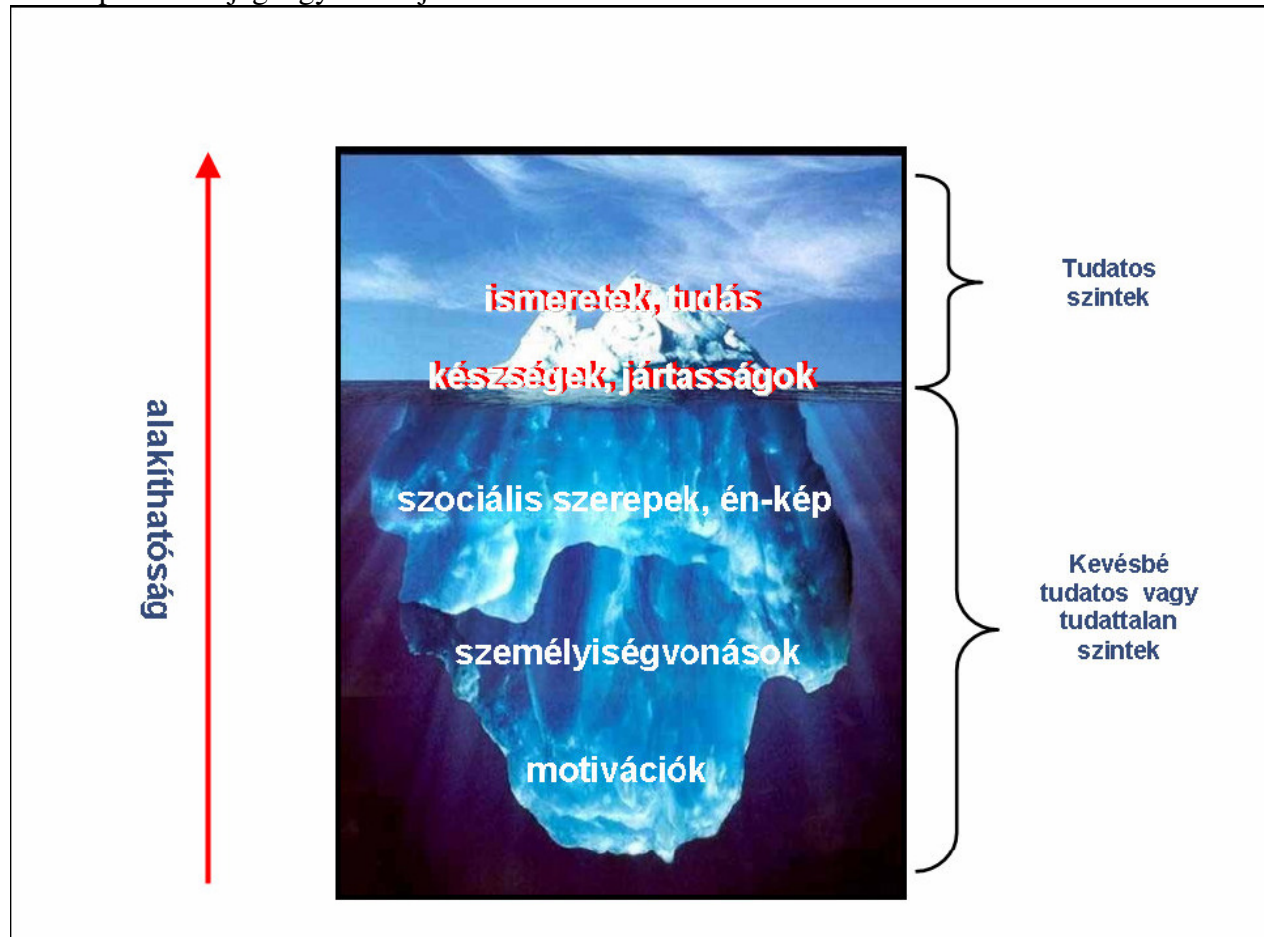 ismeretek, tudás
készségek, jártasságok
szociális szerepek, én-kép
személyiségvonások
motivációk
alakíthatóság
Tudatos
szintek
Kevésbé
tudatos vagy
tudattalan
szintek